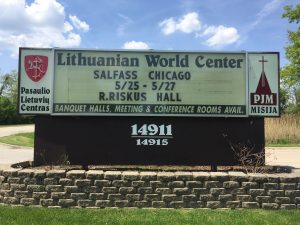 Lithuanian World Center
SALFASS CHICAGO
5/25 - 5/27
R.RISKUS HALL
BANQUET HALLS, MEETING & CONFERENCE ROOMS AVAIL.
Pasaulio
Lietuvių
Centras
PJM
MISIJA
14911
14915